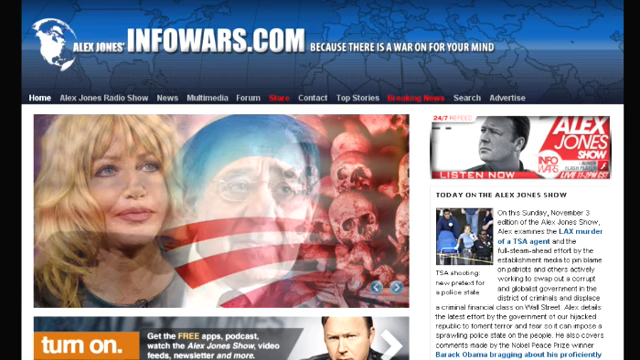 ALEX JONES' INFOWARS.COM BECAUSE THERE IS A WAR ON FOR YOUR MIND
Home Alex Jones Radio Show News Multimedia Forum Store Contact Top Stories Breaking News Search Advertise
24/7
ALEX
JONES
SHOW
INFO
WARS
LISTEN NOW
LIVE 11-2PM CST
TODAY ON THE ALEX JONES SHOW
On this Sunday, November 3
edition of the Alex Jones Show,
Alex examines the LAX murder
of a TSA agent and the
full-steam-ahead effort by the
establishment media to pin blame
on patriots and others actively
working to swap out a corrupt
and globalist government in the
district of criminals and displace
a criminal financial class on Wall Street. Alex details
the latest effort by the government of our hijacked
republic to foment terror and fear so it can impose a
sprawling police state on the people. He also covers
comments made by the Nobel Peace Prize winner
Barack Obama bragging about his proficiently
TSA shooting:
new pretext for
a police state
turn on.
Get the FREE apps, podcast,
watch the Alex Jones Show, video
feeds, newsletter and more.